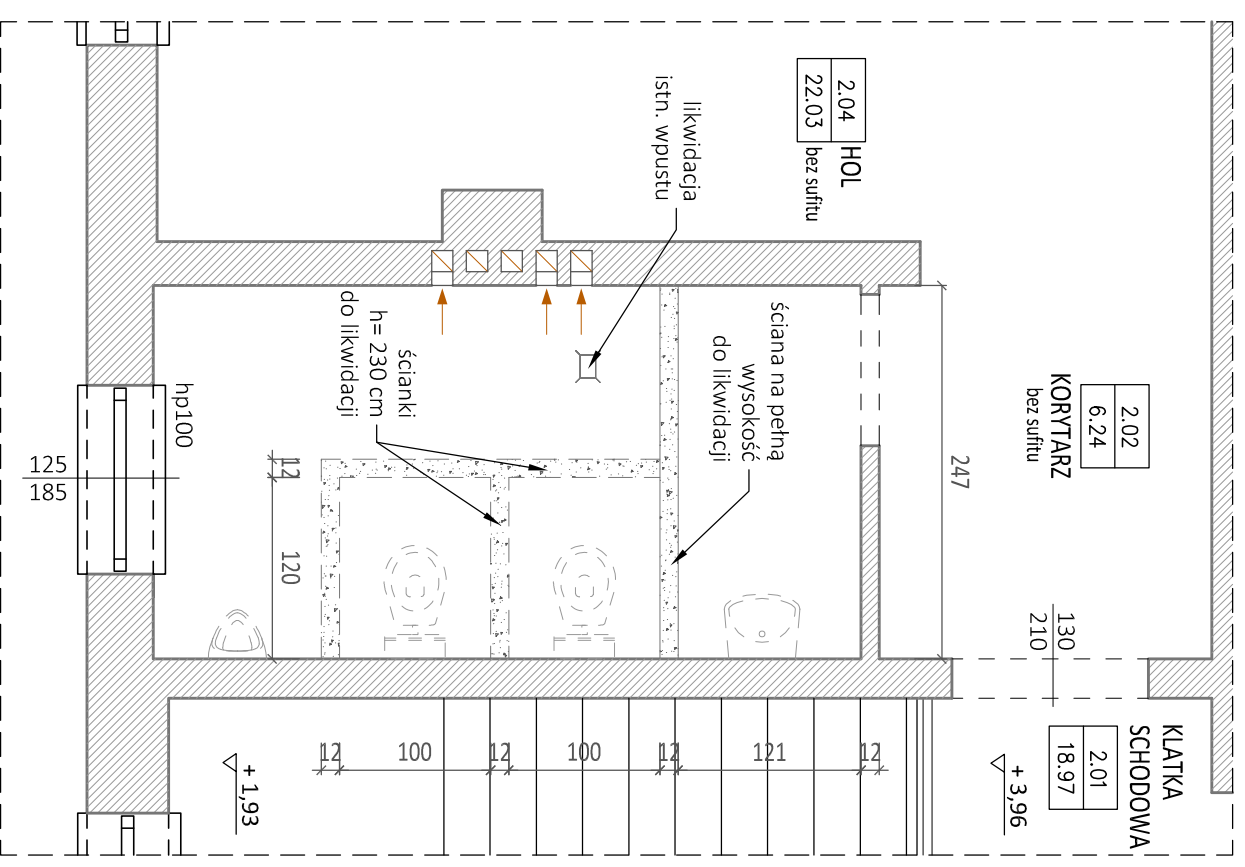 2.04
22.03
HOL
bez sufitu
likwidacja
istn. wpustu
ściana na pełną
wysokość
do likwidacji
ścianki
h= 230 cm
do likwidacji
2.02
6.24
KORYTARZ
bez sufitu
247
hp100
125
185
12
120
130
210
KLATKA
SCHODOWA
2.01
18.97
+ 3,96
+ 1,93
12
100
12
100
12
121
12